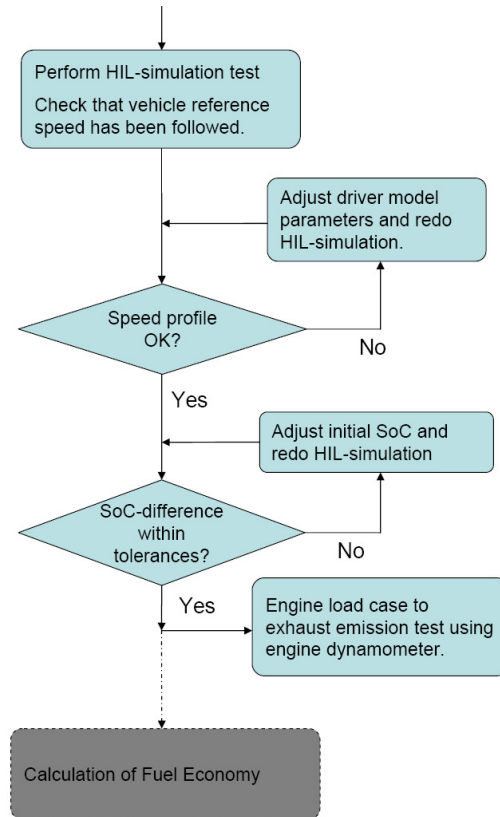 Perform HIL-simulation test
Check that vehicle reference
speed has been followed.
Adjust driver model
parameters and redo
HIL-simulation.
Speed profile
OK?
No
Yes
Adjust initial SoC and
redo HIL-simulation
SoC-difference
within
tolerances?
No
Yes
Engine load case to
exhaust emission test using
engine dynamometer.
Calculation of Fuel Economy